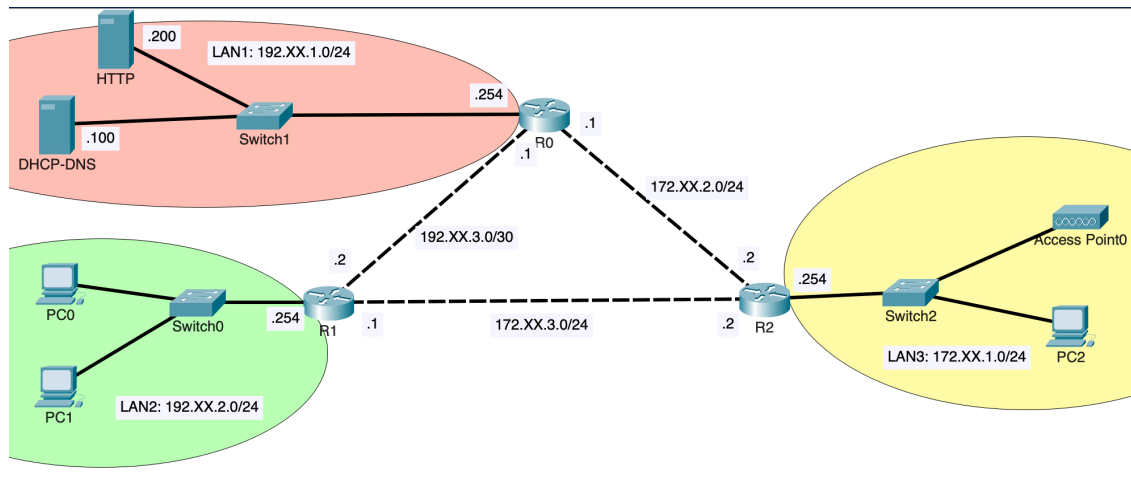 .200
LAN1: 192.XX.1.0/24
HTTP
.254
.100
Switch1
.1
R0
DHCP-DNS
.1
172.XX.2.0/24
192.XX.3.0/30
Access Point0
.2
.2
.254
PC0
Switch0
.254
R1
.1
172.XX.3.0/24
.2
R2
Switch2
LAN3: 172.XX.1.0/24
PC2
PC1
LAN2: 192.XX.2.0/24